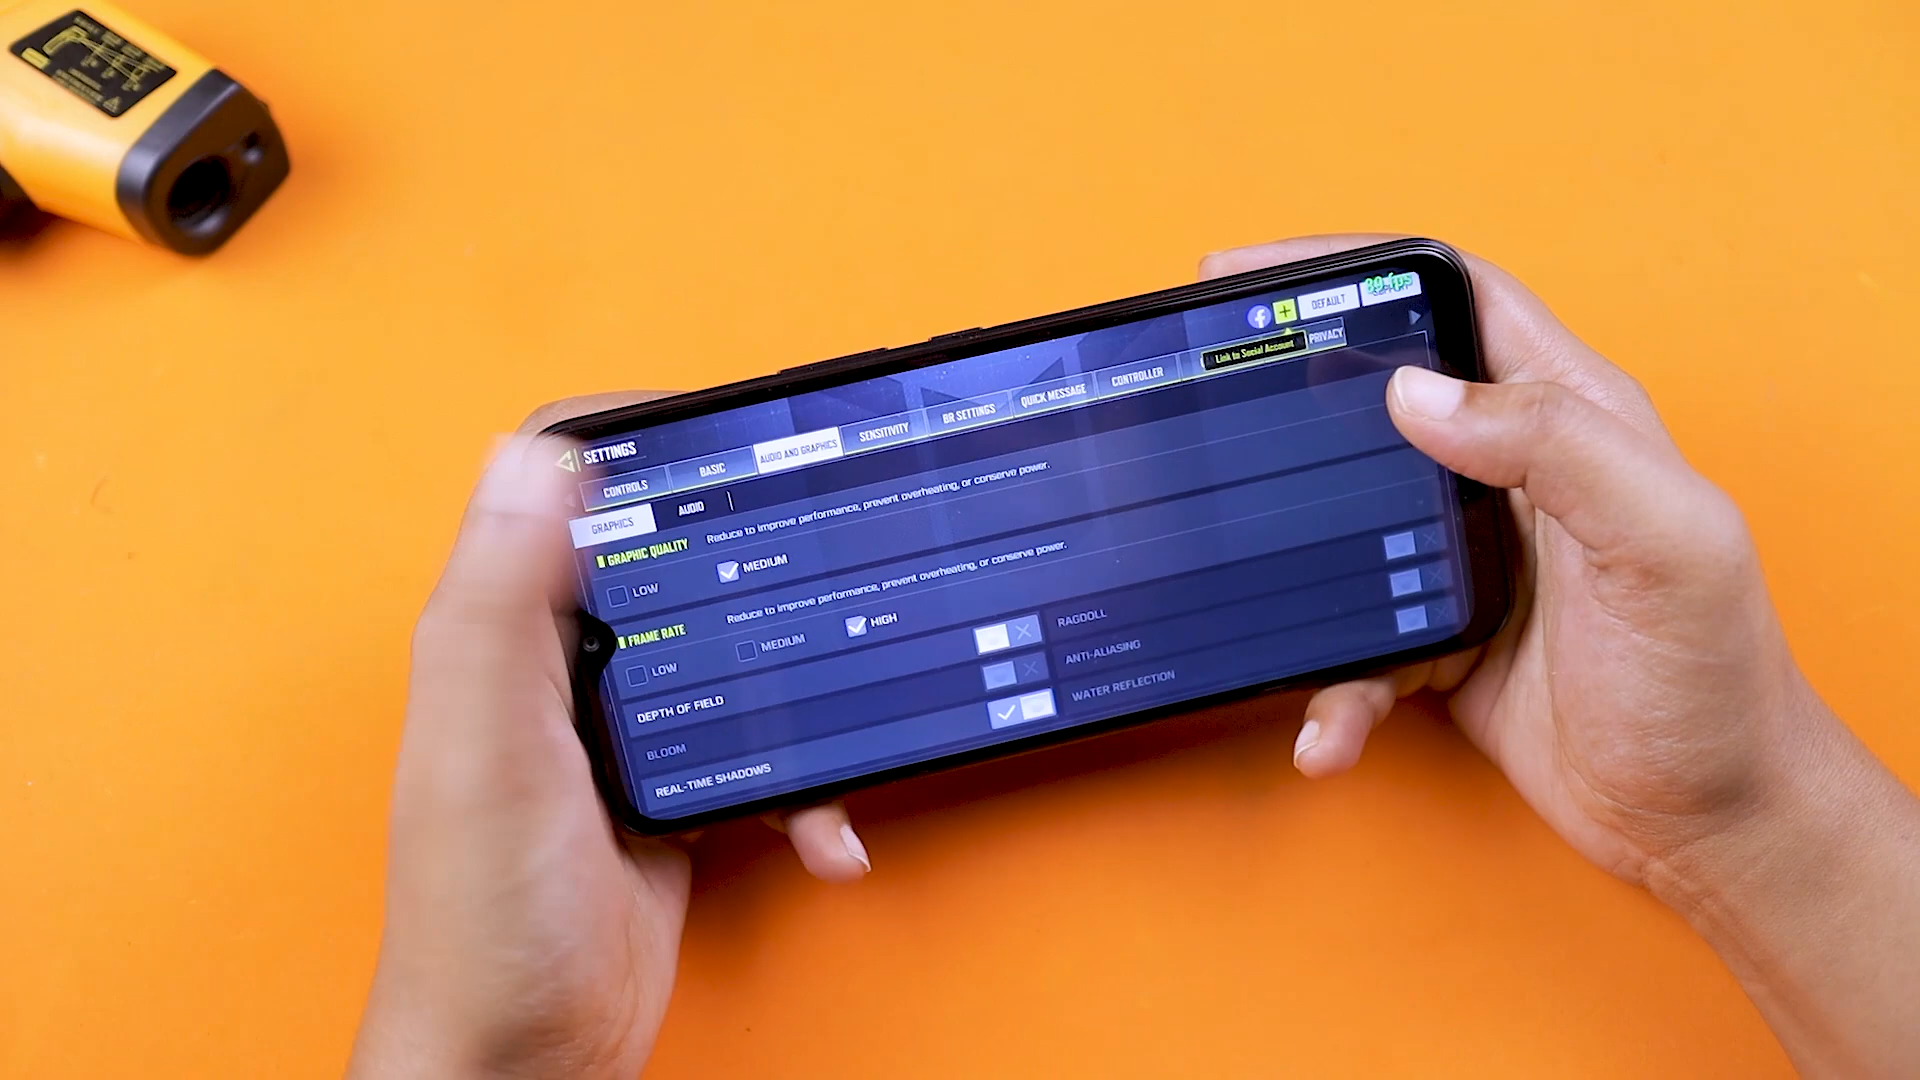 89 fps
DEFAULT
Link to Social Account
PRIVACY
SETTINGS
CONTROLS
BASIC
AUDIO AND GRAPHICS
SENSITIVITY
BR SETTINGS
QUICK MESSAGE
CONTROLLER
GRAPHICS
AUDIO
GRAPHIC QUALITY
Reduce to improve performance, prevent overheating, or conserve power.
LOW
MEDIUM
FRAME RATE
Reduce to improve performance, prevent overheating, or conserve power.
LOW
MEDIUM
HIGH
DEPTH OF FIELD
RAGDOLL
BLOOM
ANTI-ALIASING
REAL-TIME SHADOWS
WATER REFLECTION